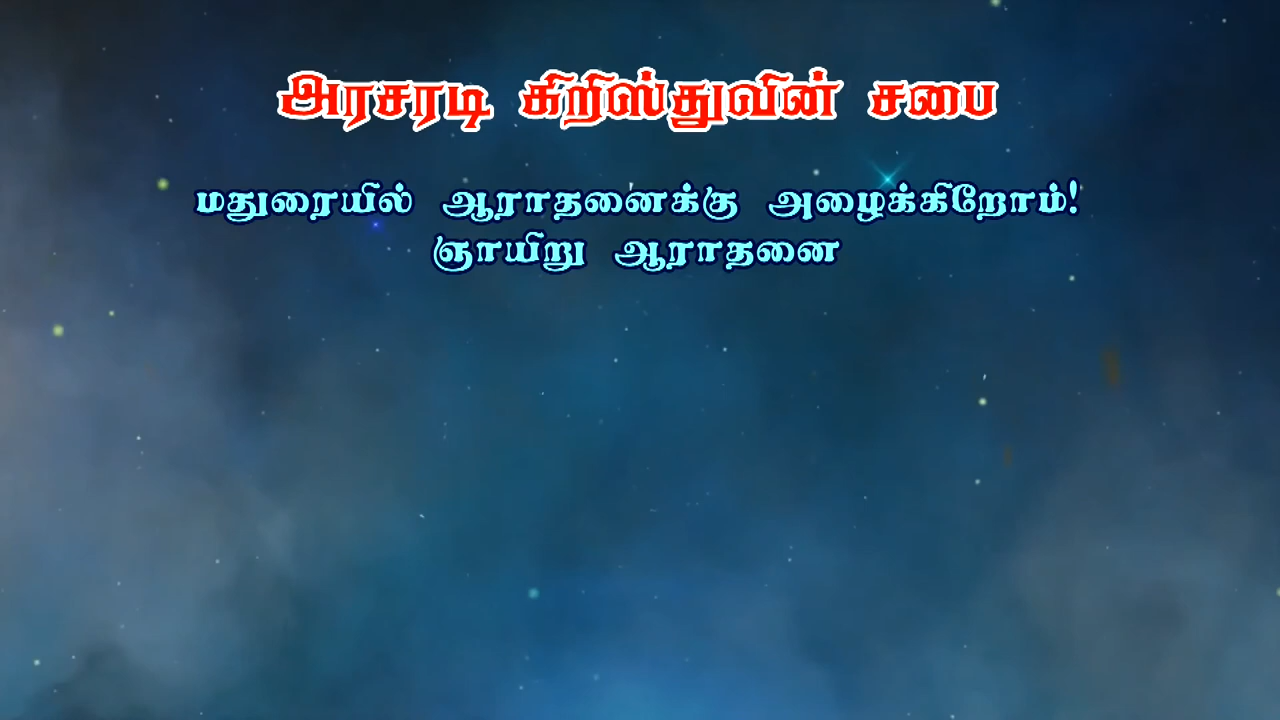 அரசரடி கிறிஸ்துவின் சபை
மதுரையில் ஆராதனைக்கு அழைக்கிறோம்!
ஞாயிறு ஆராதனை